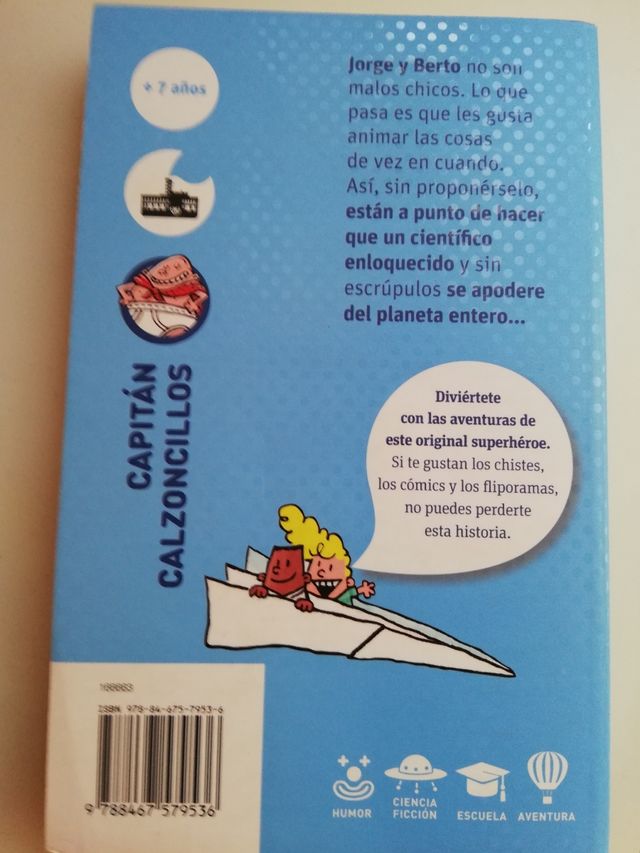 + 7 años
Jorge y Berto no son
malos chicos. Lo que
pasa es que les gusta
animar las cosas
de vez en cuando.
Así, sin proponérselo,
están a punto de hacer
que un científico
enloquecido y sin
escrúpulos se apodere
del planeta entero...
CAPITÁN
CALZONCILLOS
Diviértete
con las aventuras de
este original superhéroe.
Si te gustan los chistes,
los cómics y los fliporamas,
no puedes perderte
esta historia.
166663
ISBN 978-84-675-7953-6
9 788467 579536
HUMOR
CIENCIA
FICCIÓN
ESCUELA
AVENTURA